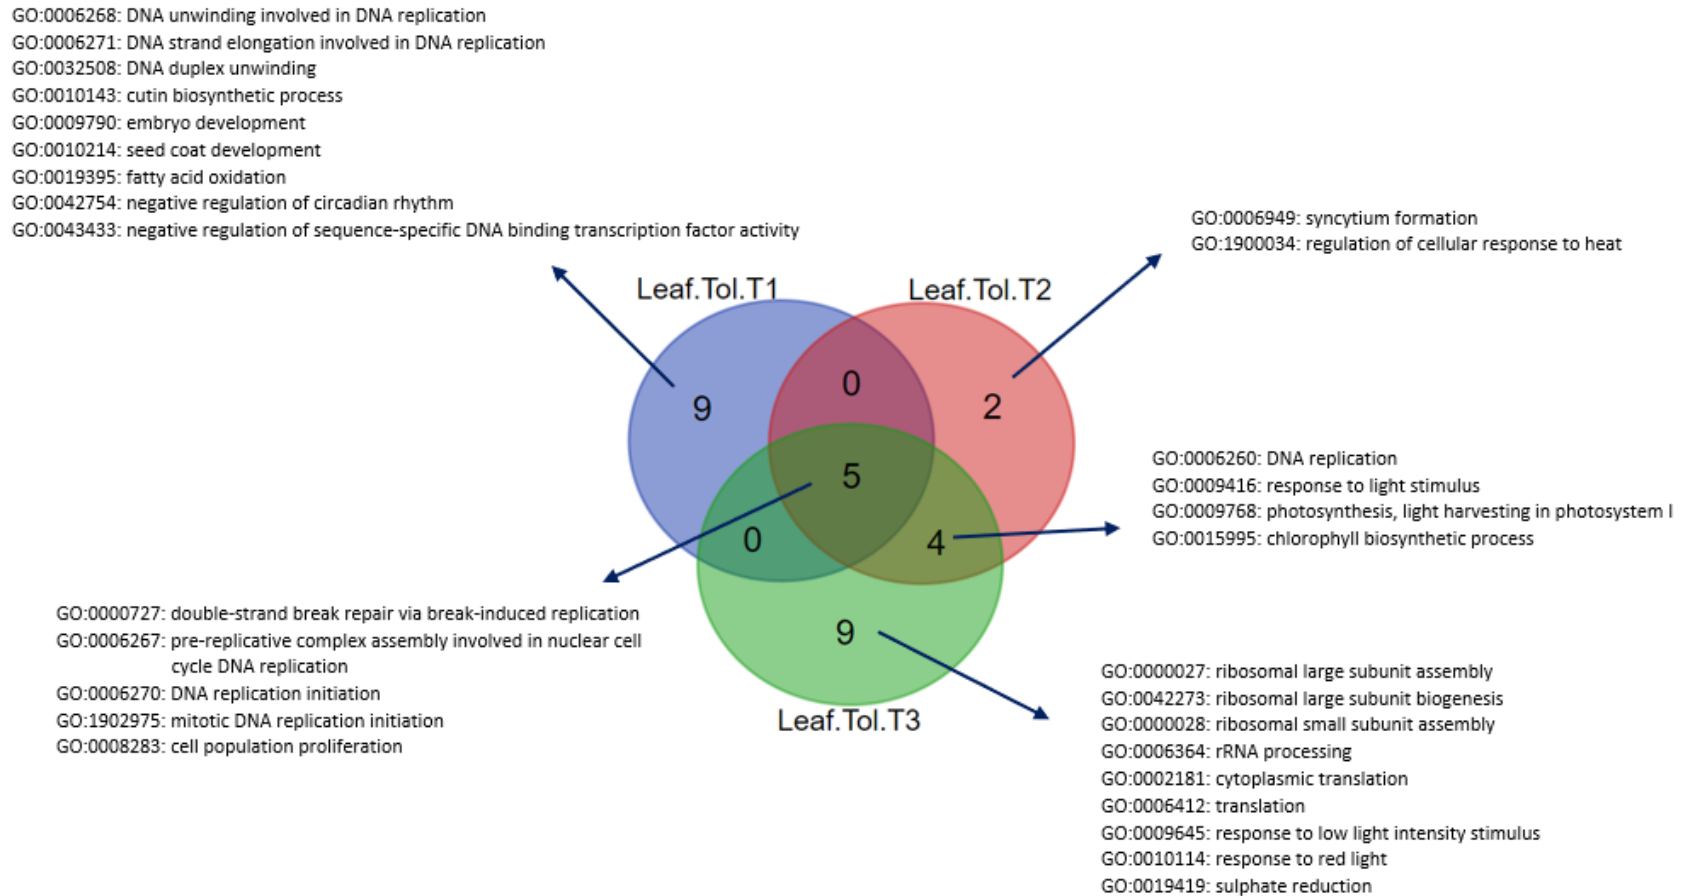 GO:0006268: DNA unwinding involved in DNA replication
GO:0006271: DNA strand elongation involved in DNA replication
GO:0032508: DNA duplex unwinding
GO:0010143: cutin biosynthetic process
GO:0009790: embryo development
GO:0010214: seed coat development
GO:0019395: fatty acid oxidation
GO:0042754: negative regulation of circadian rhythm
GO:0043433: negative regulation of sequence-specific DNA binding transcription factor activity
GO:0006949: syncytium formation
GO:1900034: regulation of cellular response to heat
Leaf.Tol.T1
Leaf.Tol.T2
9
0
2
5
0
4
9
Leaf.Tol.T3
GO:0006260: DNA replication
GO:0009416: response to light stimulus
GO:0009768: photosynthesis, light harvesting in photosystem I
GO:0015995: chlorophyll biosynthetic process
GO:0000727: double-strand break repair via break-induced replication
GO:0006267: pre-replicative complex assembly involved in nuclear cell
cycle DNA replication
GO:0006270: DNA replication initiation
GO:1902975: mitotic DNA replication initiation
GO:0008283: cell population proliferation
GO:0000027: ribosomal large subunit assembly
GO:0042273: ribosomal large subunit biogenesis
GO:0000028: ribosomal small subunit assembly
GO:0006364: rRNA processing
GO:0002181: cytoplasmic translation
GO:0006412: translation
GO:0009645: response to low light intensity stimulus
GO:0010114: response to red light
GO:0019419: sulphate reduction